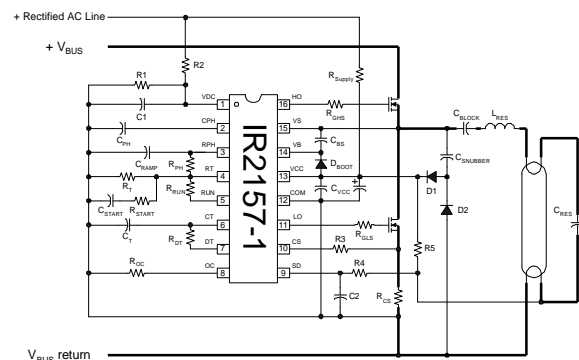 + Rectified AC Line
+ VBUS
R1
R2
RSupply
C1
VDC
1
16
HO
RGHS
CPH
CPH
2
15
VS
CBS
CBLOCK
LRES
RPH
3
14
VB
CRAMP
RPH
DBOOT
CSNUBBER
RT
4
13
VCC
RT
D1
D2
RUN
5
12
COM
CSTART
RSTART
RRUN
CVCC
CRES
CT
6
11
LO
CT
RDT
RGLS
DT
7
10
CS
R3
R5
OC
8
9
SD
ROC
R4
C2
RCS
IR2157-1
VBUS return